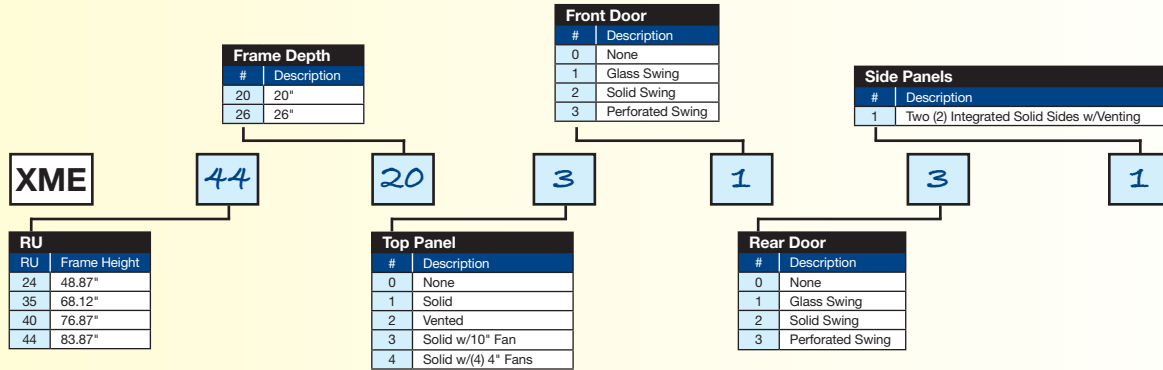 Front Door
# Description
0 None
1 Glass Swing
2 Solid Swing
3 Perforated Swing
Frame Depth
# Description
20 20"
26 26"
Side Panels
# Description
1 Two (2) Integrated Solid Sides w/Venting
XME 44 20 3 1 3 1
RU
RU Frame Height
24 48.87"
35 68.12"
40 76.87"
44 83.87"
Top Panel
# Description
0 None
1 Solid
2 Vented
3 Solid w/10" Fan
4 Solid w/(4) 4" Fans
Rear Door
# Description
0 None
1 Glass Swing
2 Solid Swing
3 Perforated Swing